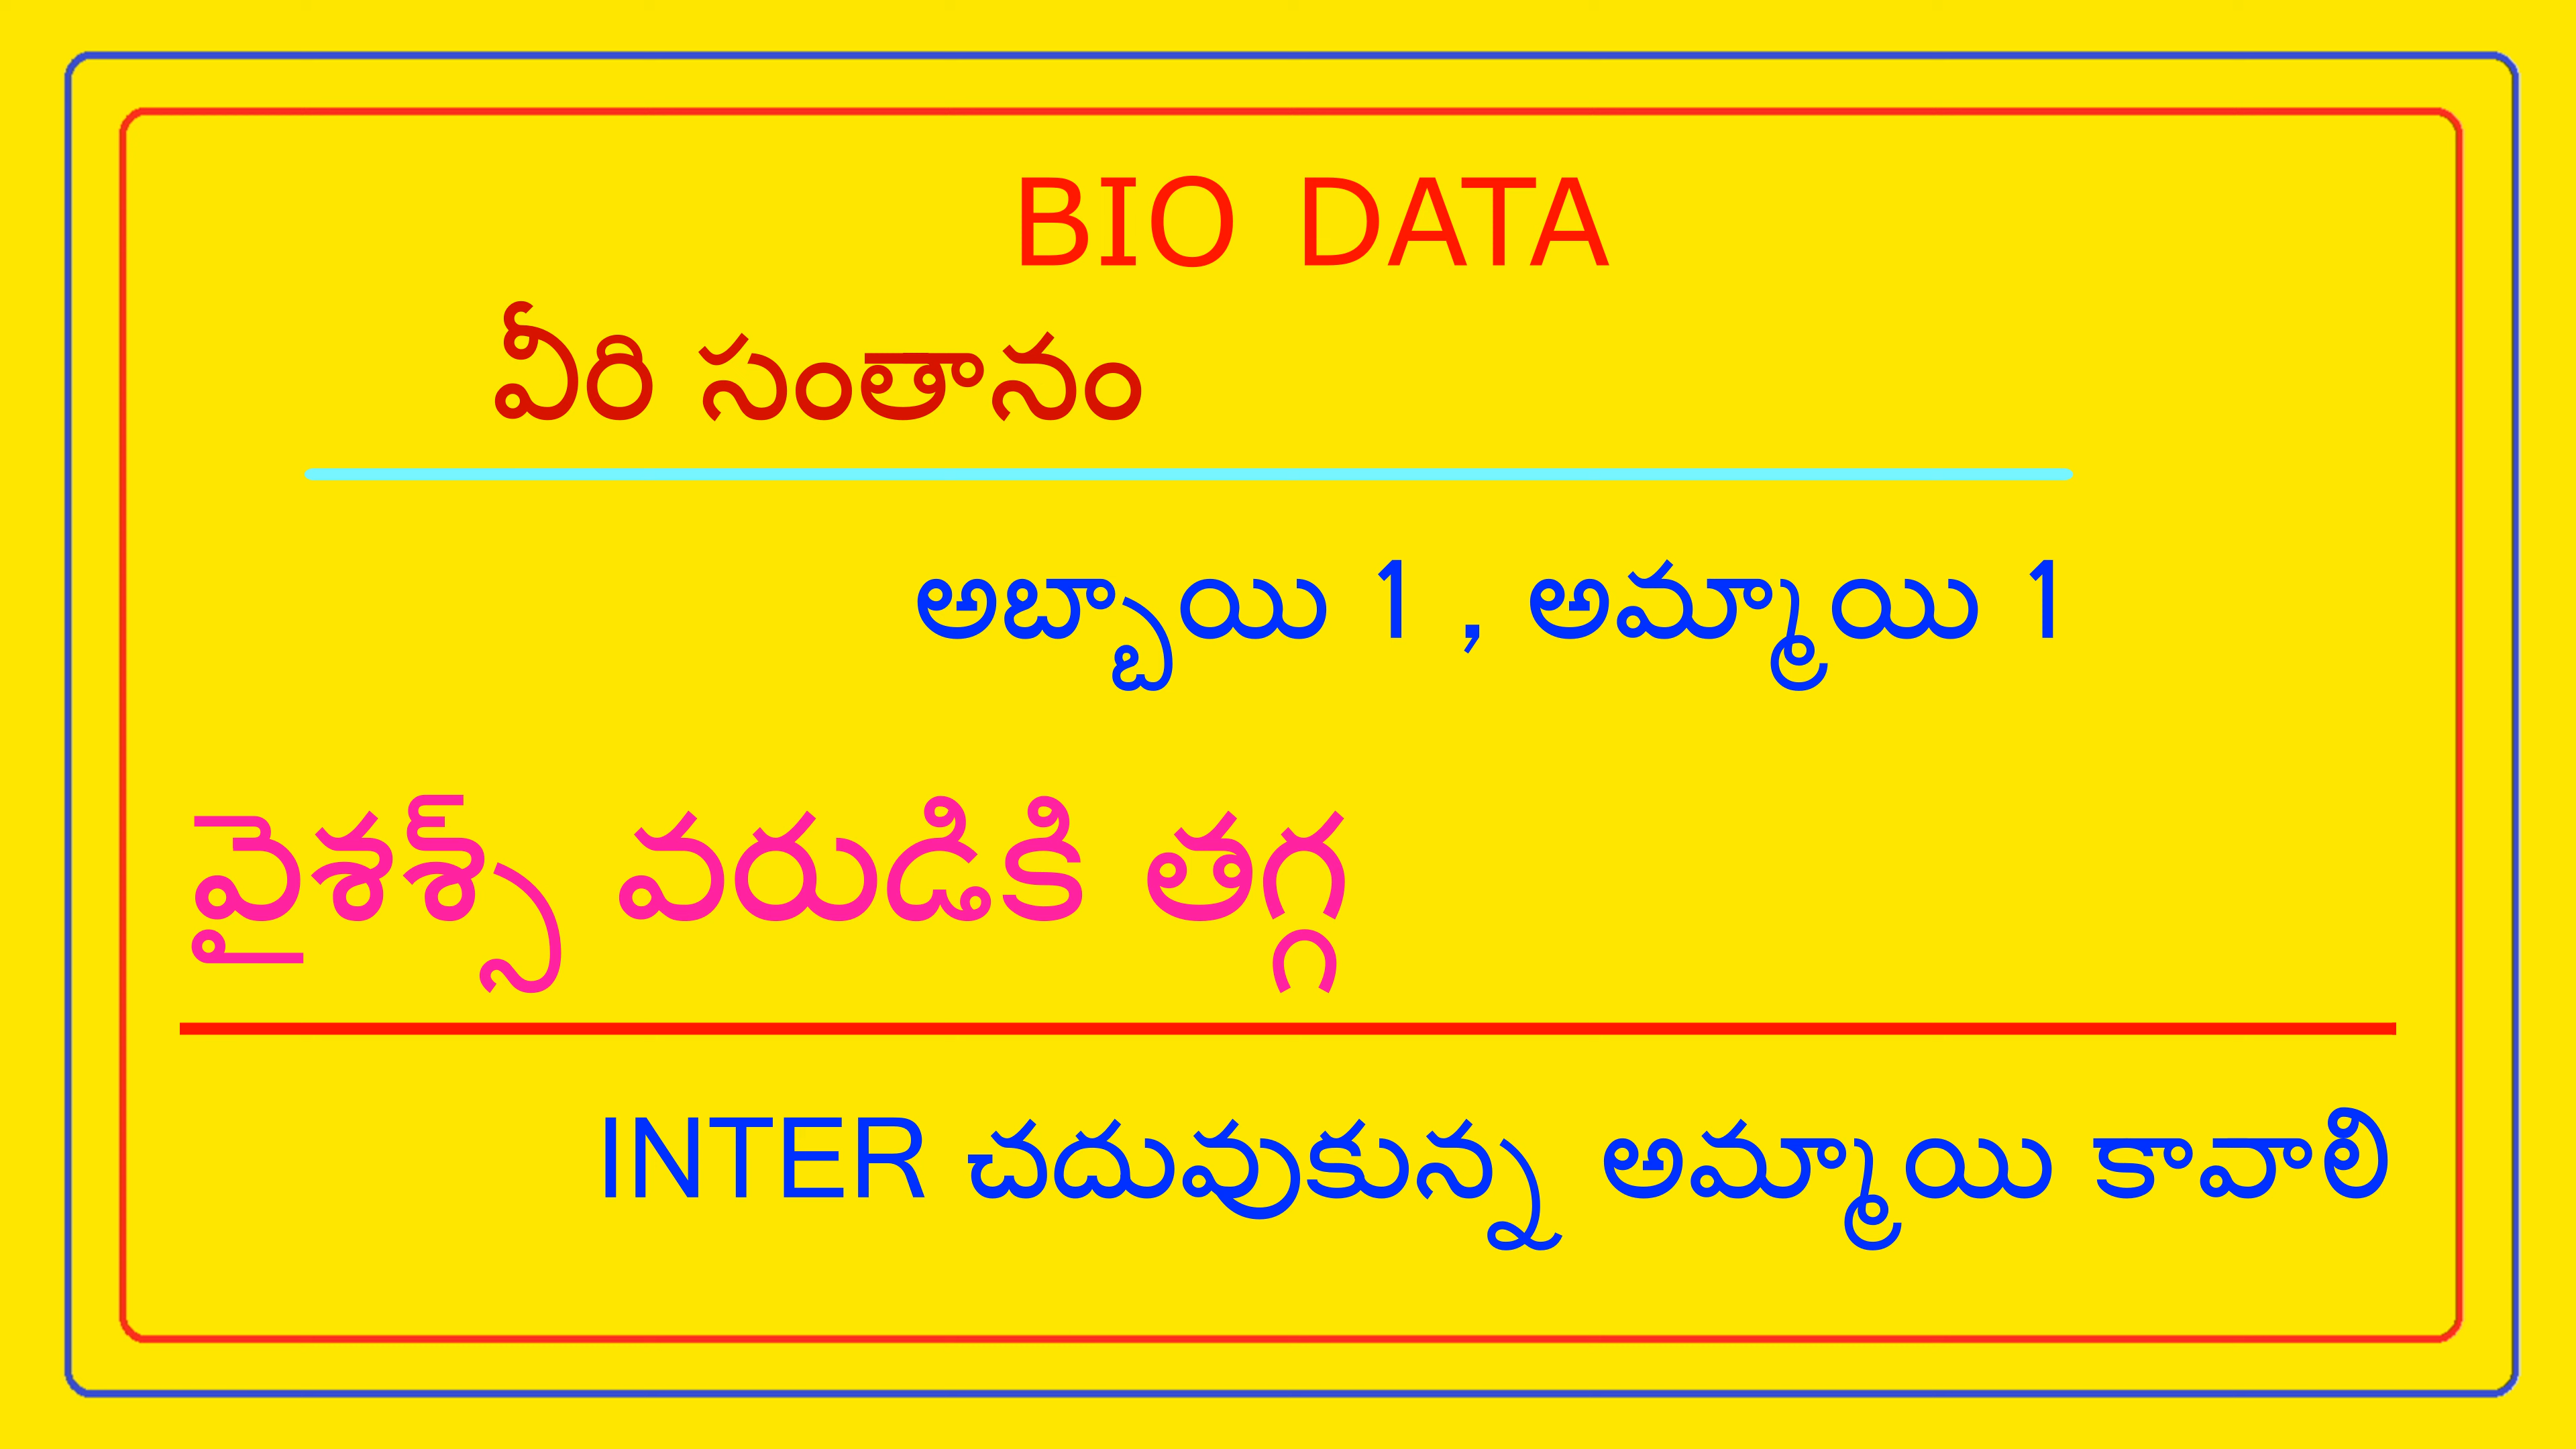 BIO DATA
వీరి సంతానం
అబ్బాయి 1 , అమ్మాయి 1
వైశశ్స్ వరుడికి తగ్గ
INTER చదువుకున్న అమ్మాయి కావాలి